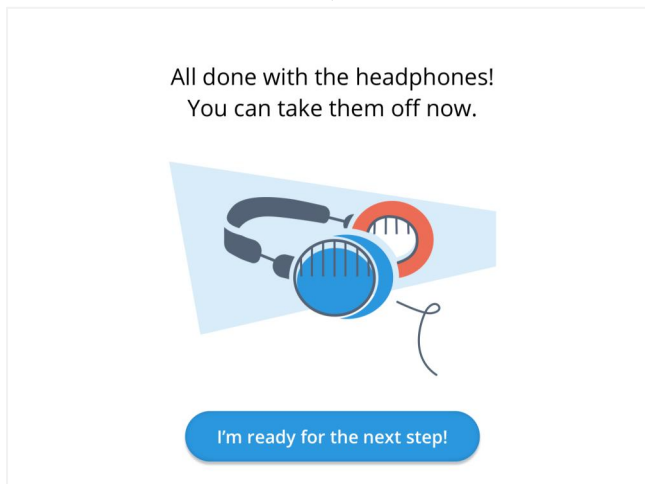 All done with the headphones!
You can take them off now.
I'm ready for the next step!